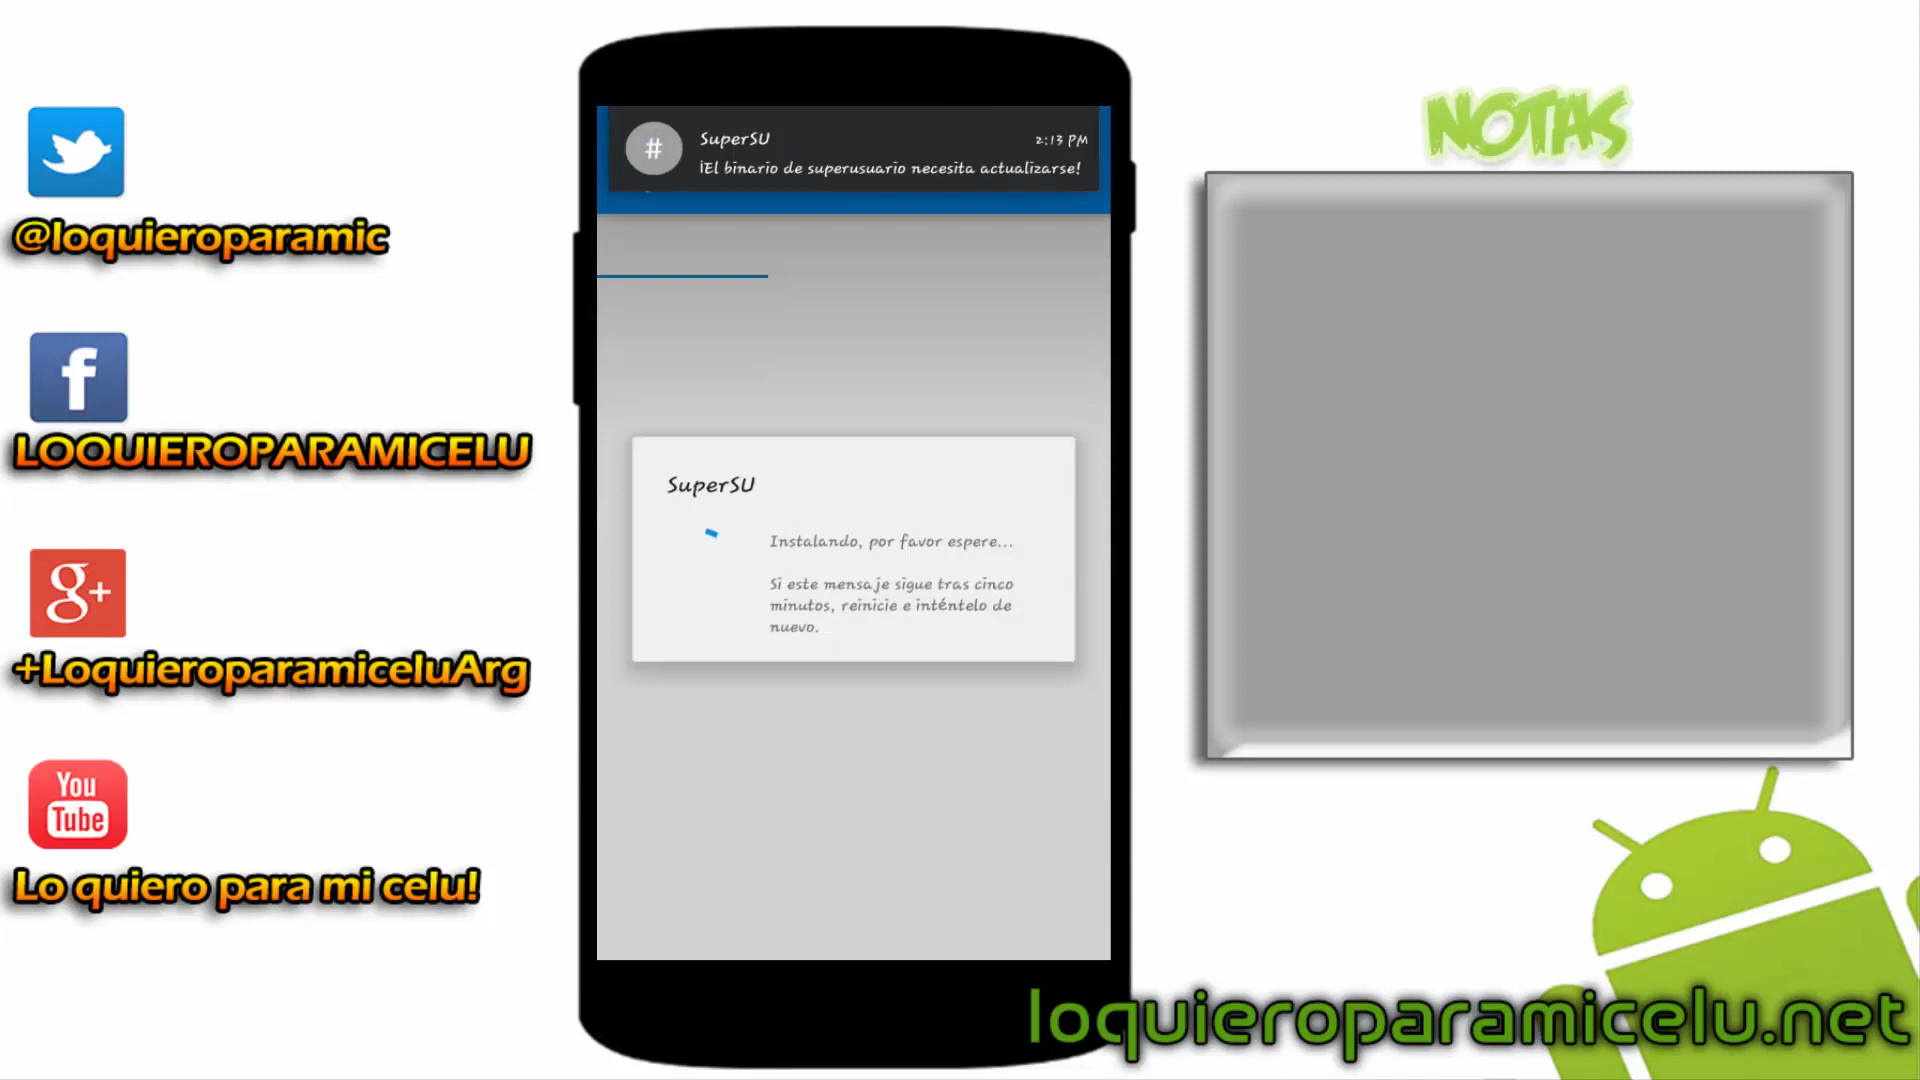 @loquieroparamic
f
LOQUIEROPARAMICELU
g+
+LoquieroparamiceluArg
You
Tube
Lo quiero para mi celu!
#
SuperSU
2:13 PM
¡El binario de superusuario necesita actualizarse!
SuperSU
Instalando, por favor espere...
Si este mensaje sigue tras cinco
minutos, reinicie e inténtelo de
nuevo.
NOTAS
loquieroparamicelu.net